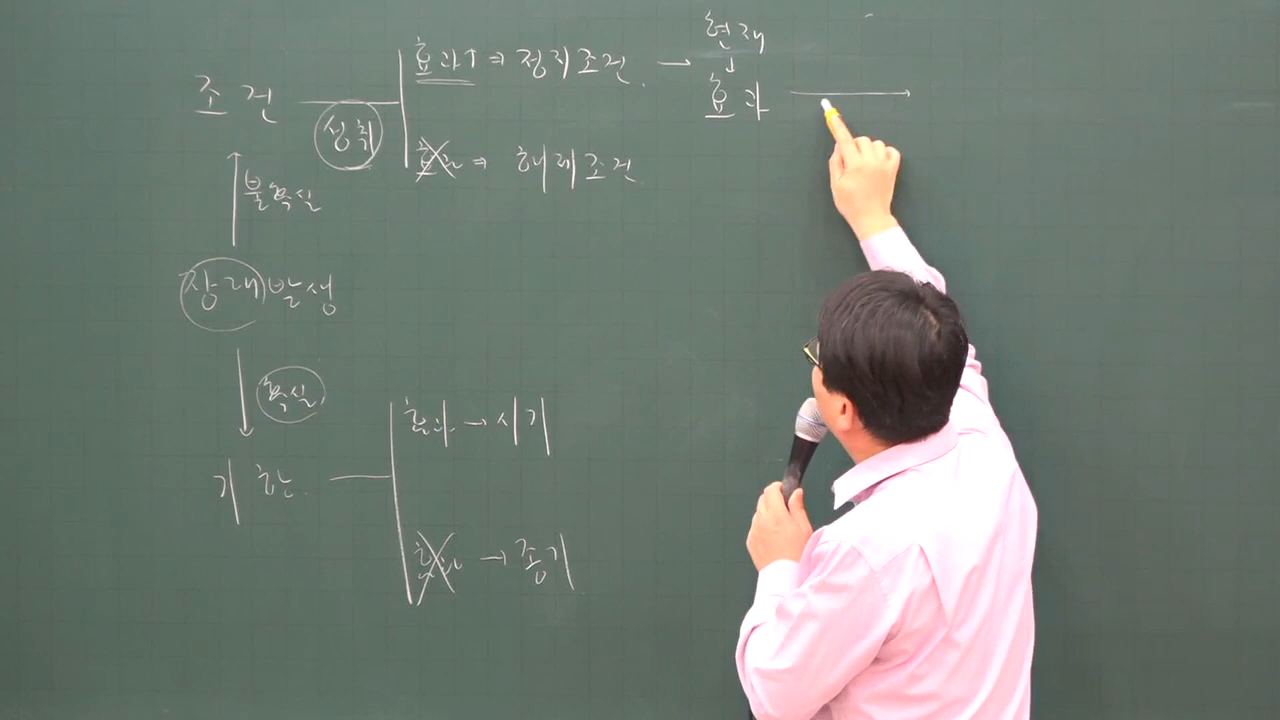 현재
↓
조건 — 성취 효과↑ ⇒ 정지조건 → 효과 →
효과 ⇒ 해제조건
↑ 불확실
장래 발생
↓ 확실
기한 — 효과 → 시기
효과 → 종기